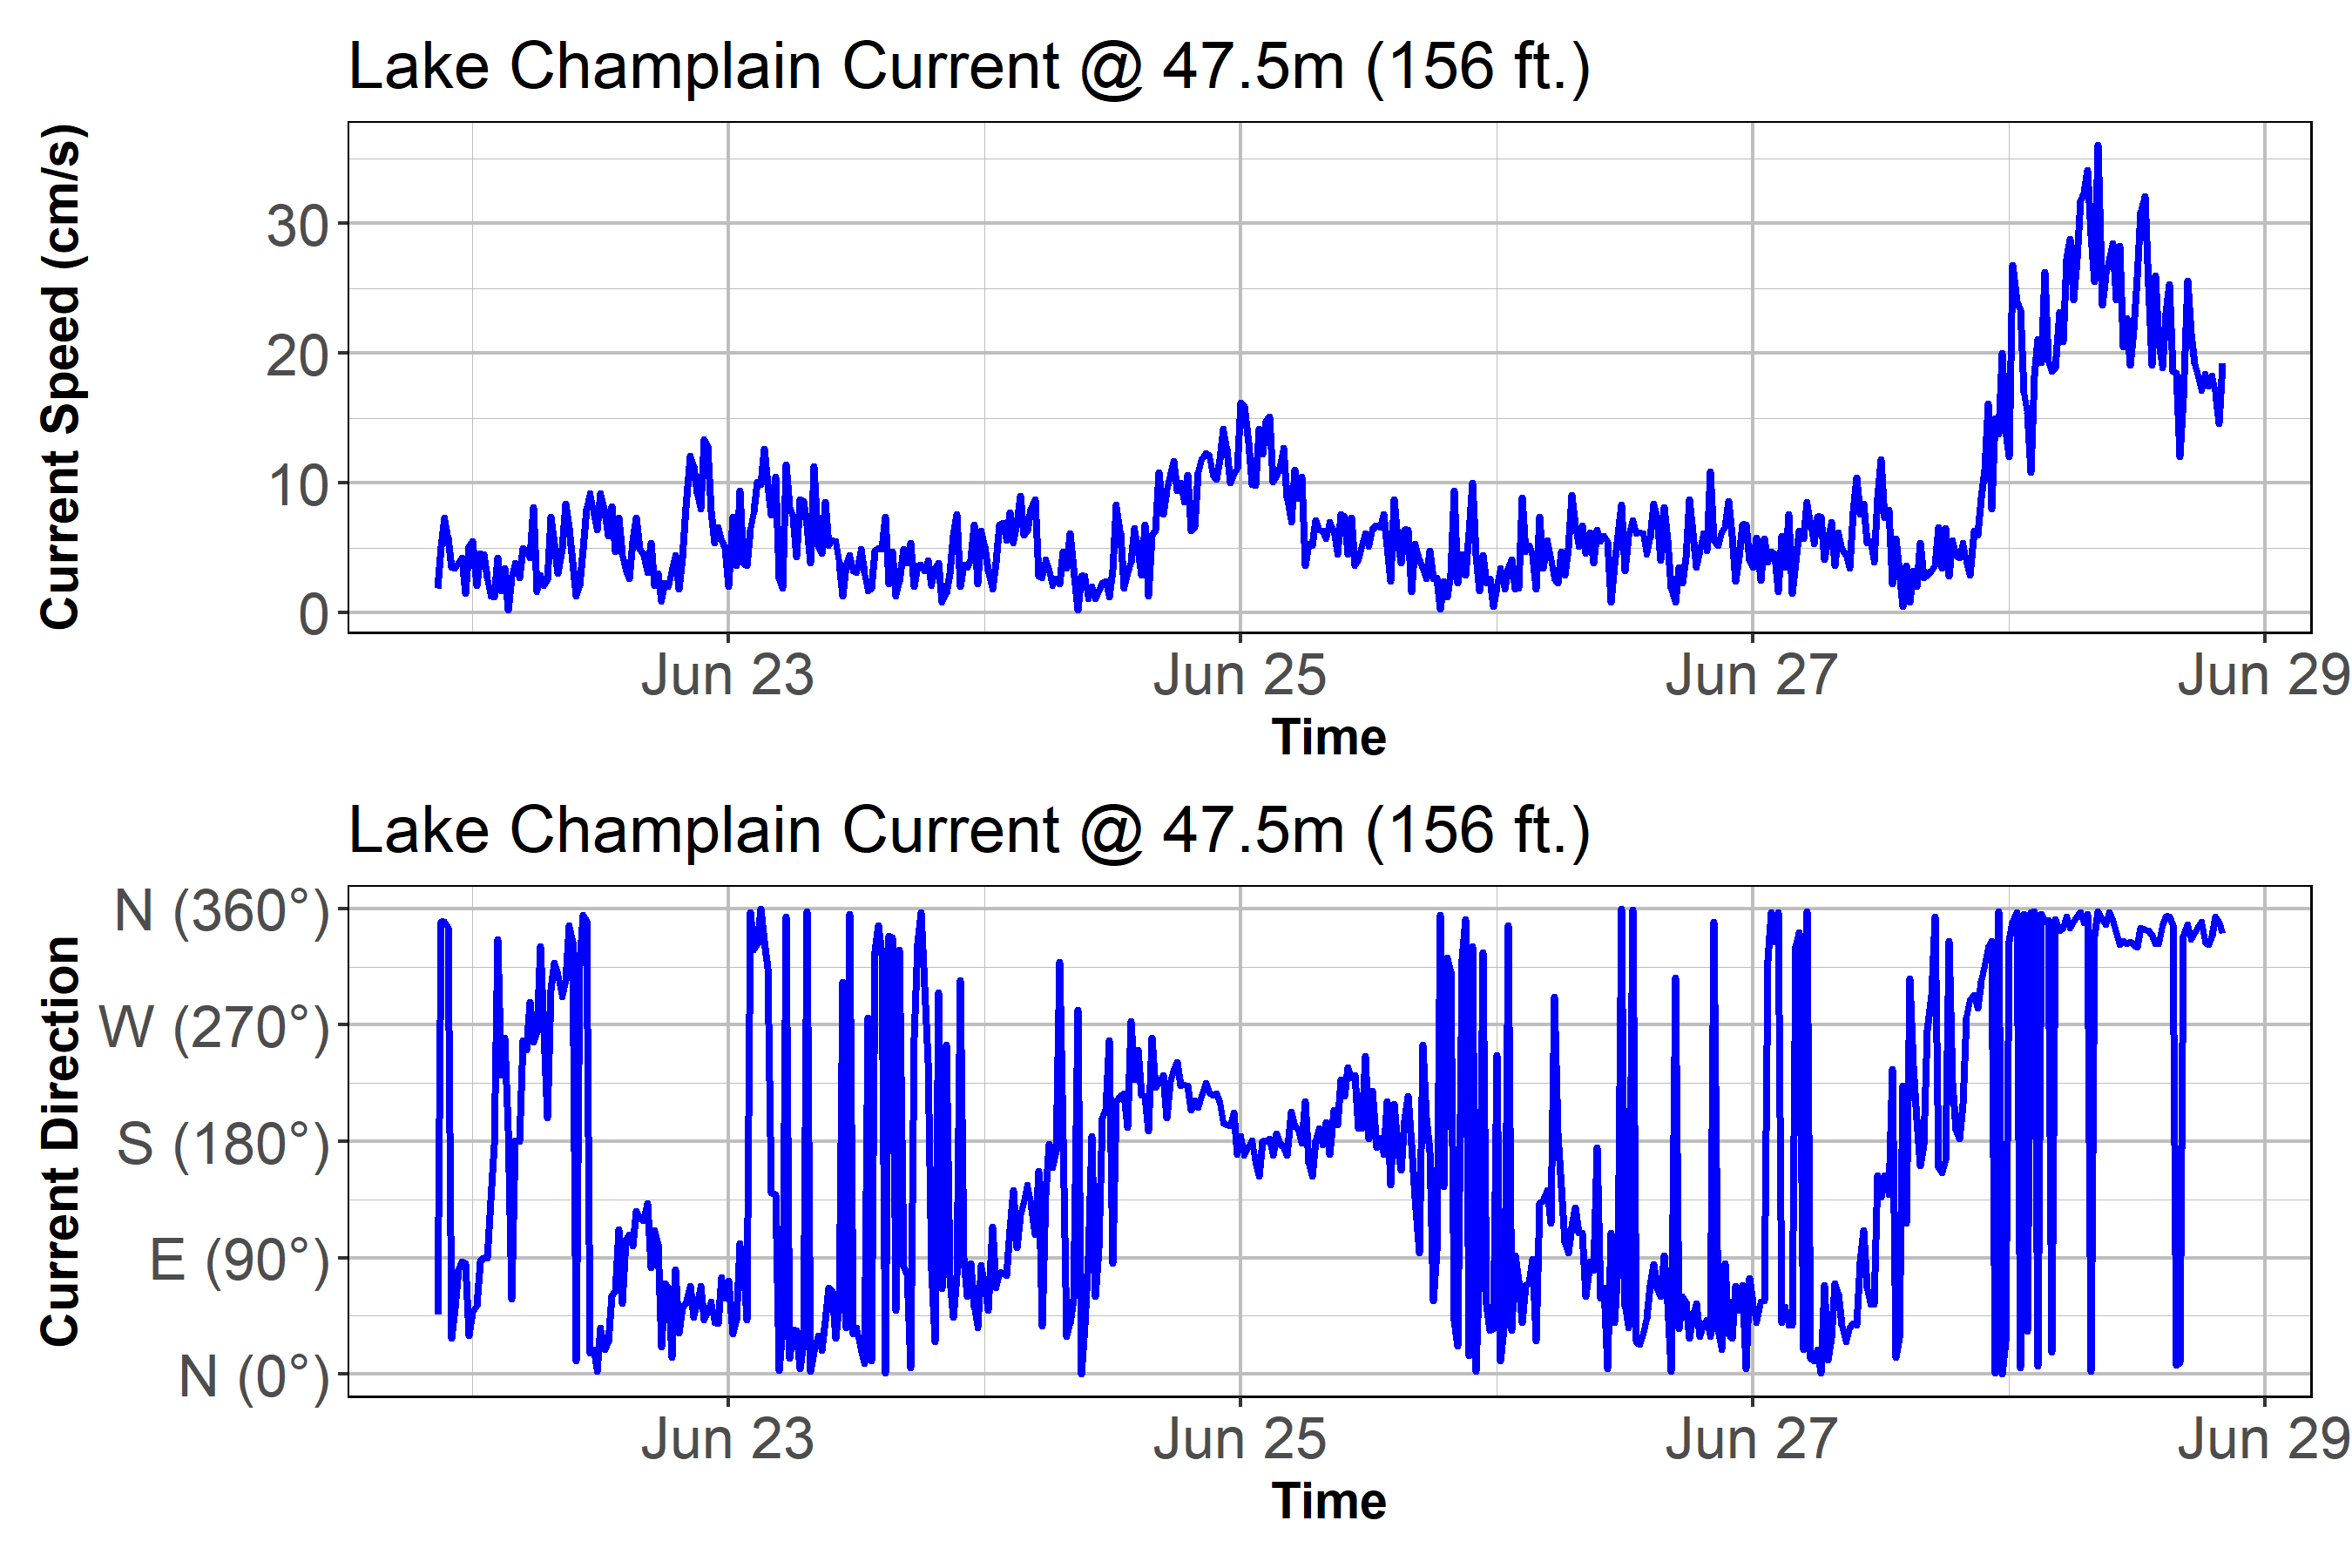 Lake Champlain Current @ 47.5m (156 ft.)
Current Speed (cm/s)
30
20
10
0
Jun 23
Jun 25
Jun 27
Jun 29
Time
Lake Champlain Current @ 47.5m (156 ft.)
Current Direction
N (360°)
W (270°)
S (180°)
E (90°)
N (0°)
Jun 23
Jun 25
Jun 27
Jun 29
Time